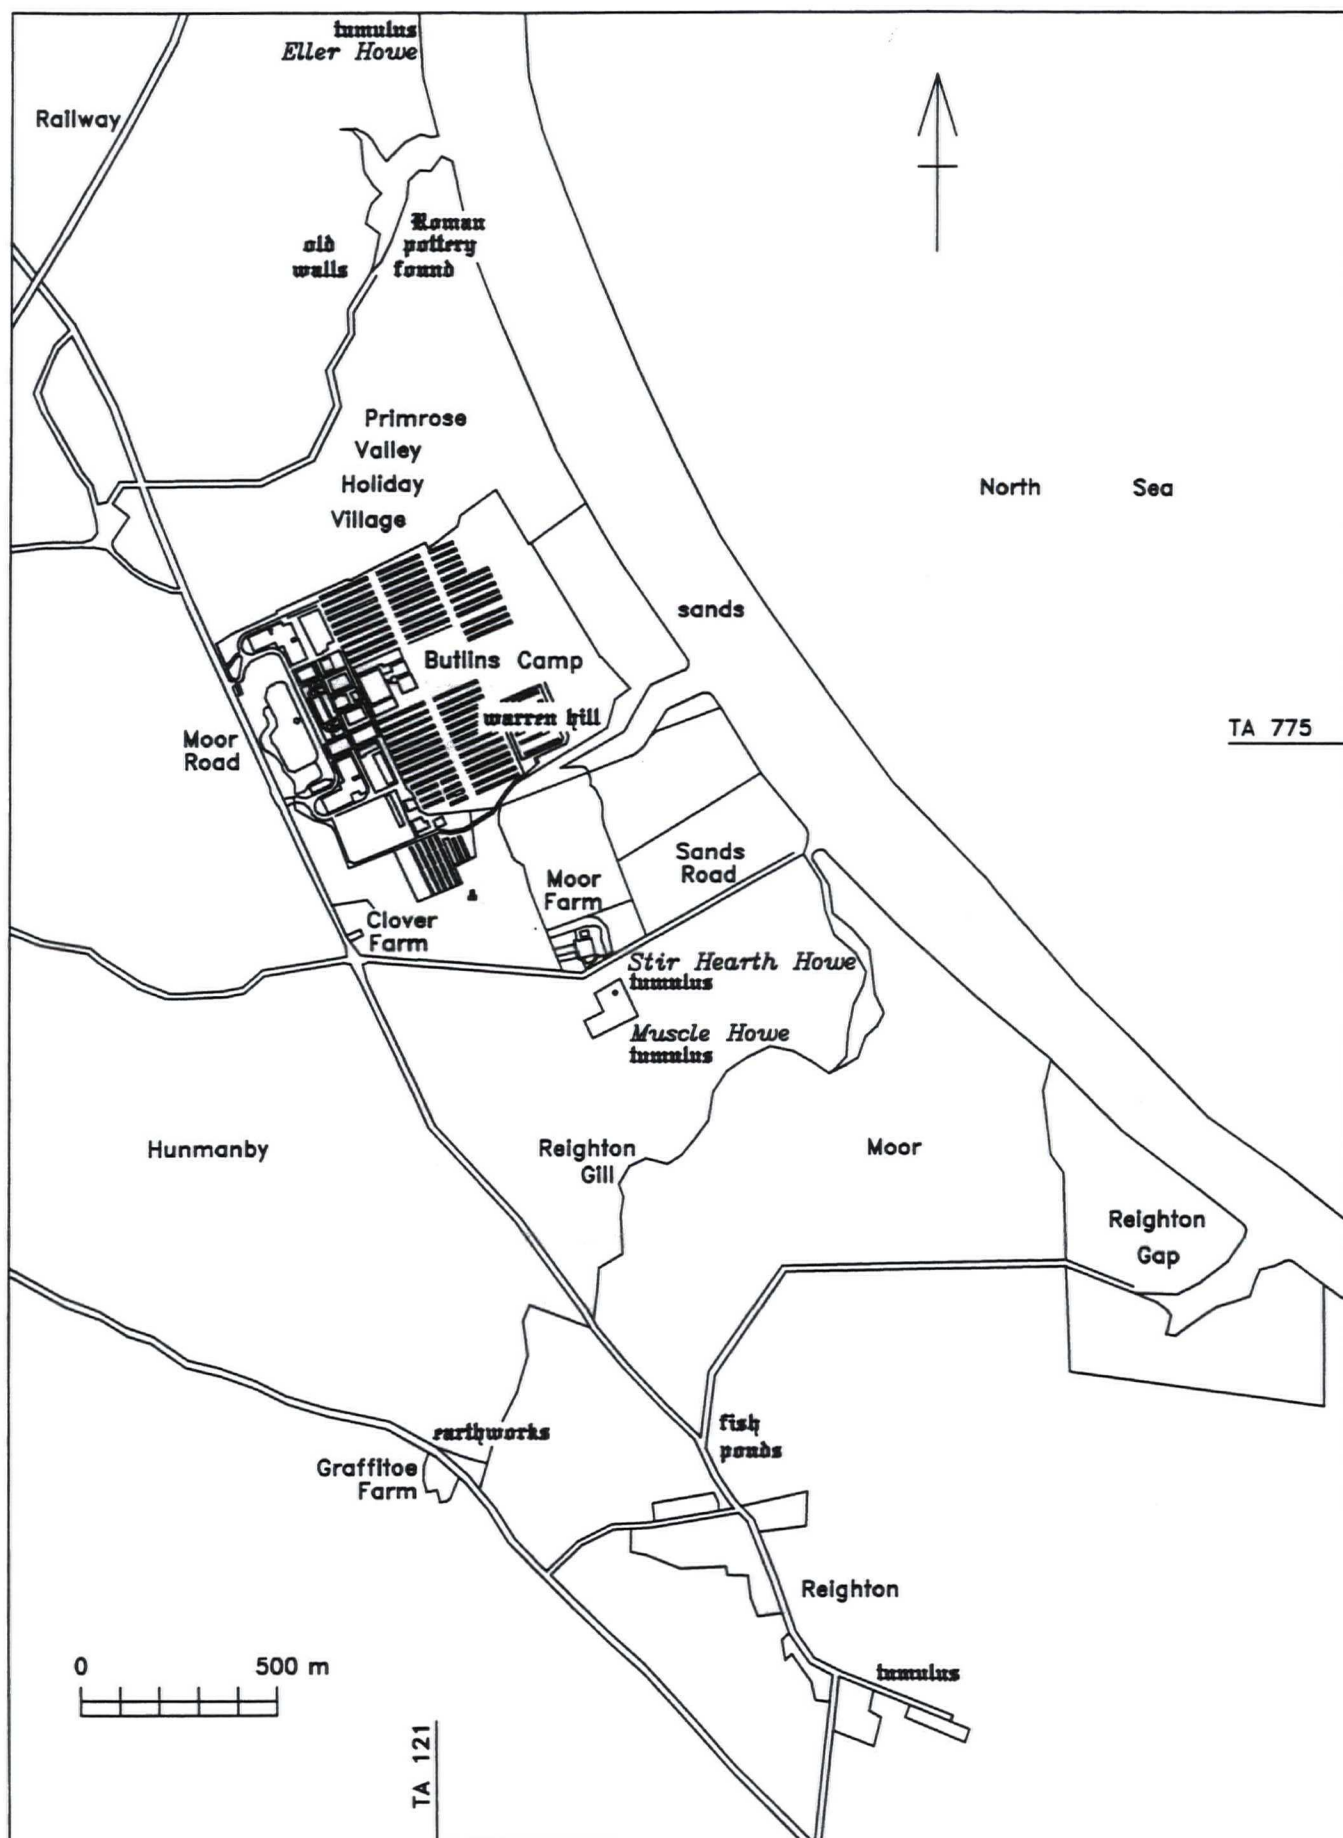 tumulus
Eller Howe
Railway
Roman
pottery
found
old
walls
Primrose
Valley
Holiday
Village
North Sea
sands
Butlins Camp
warren hill
TA 775
Moor
Road
Sands
Road
Moor
Farm
Clover
Farm
Stir Hearth Howe
tumulus
Muscle Howe
tumulus
Hunmanby
Reighton
Gill
Moor
Reighton
Gap
earthworks
fish
ponds
Graffitoe
Farm
Reighton
tumulus
0 500 m
TA 121